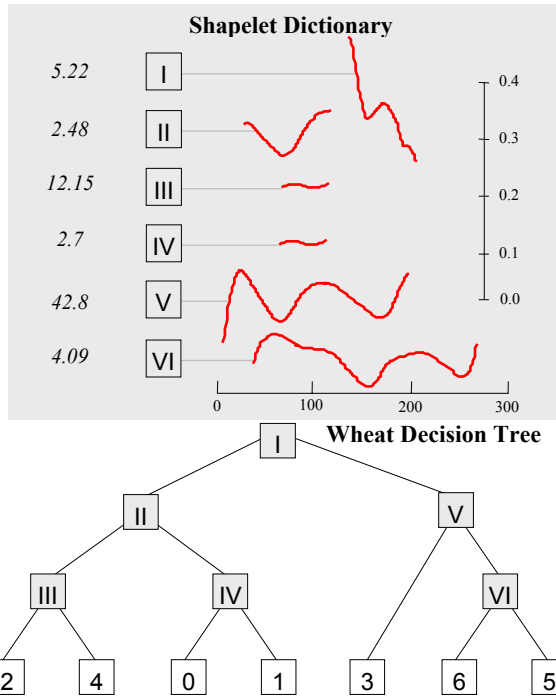 Shapelet Dictionary
5.22 I 0.4
2.48 II 0.3
12.15 III 0.2
2.7 IV 0.1
42.8 V 0.0
4.09 VI
0 100 200 300
Wheat Decision Tree
I
II V
III IV VI
2 4 0 1 3 6 5